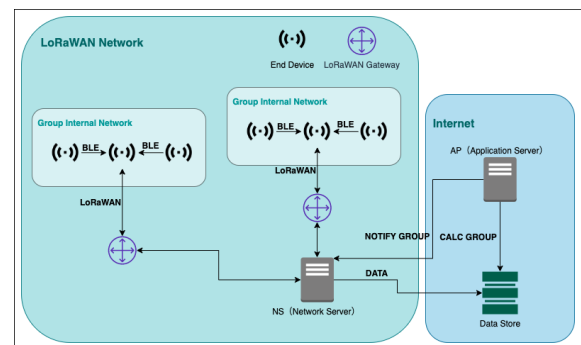 LoRaWAN Network
End Device
LoRaWAN Gateway
Group Internal Network
BLE
BLE
LoRaWAN
Group Internal Network
BLE
BLE
LoRaWAN
Internet
AP（Application Server）
NOTIFY GROUP
CALC GROUP
DATA
NS（Network Server）
Data Store